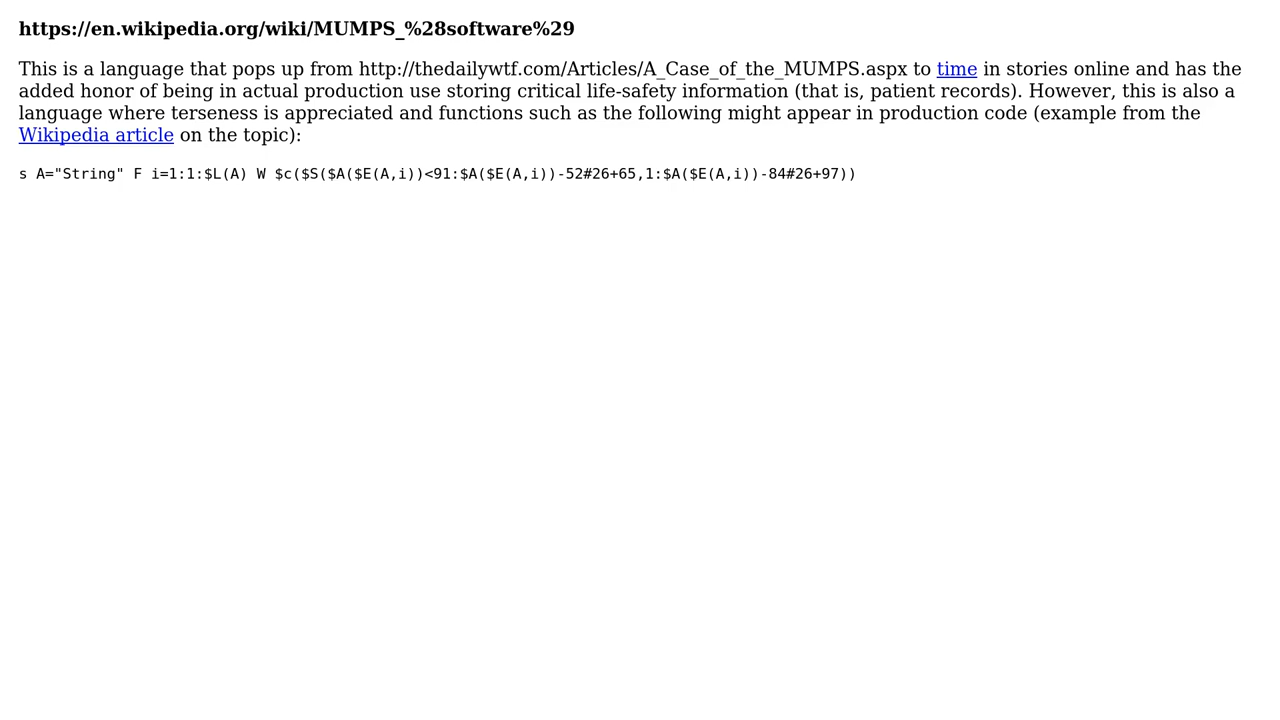 https://en.wikipedia.org/wiki/MUMPS_%28software%29
This is a language that pops up from http://thedailywtf.com/Articles/A_Case_of_the_MUMPS.aspx to time in stories online and has the
added honor of being in actual production use storing critical life-safety information (that is, patient records). However, this is also a
language where terseness is appreciated and functions such as the following might appear in production code (example from the
Wikipedia article on the topic):
s A="String" F i=1:1:$L(A) W $c($S($A($E(A,i))<91:$A($E(A,i))-52#26+65,1:$A($E(A,i))-84#26+97))